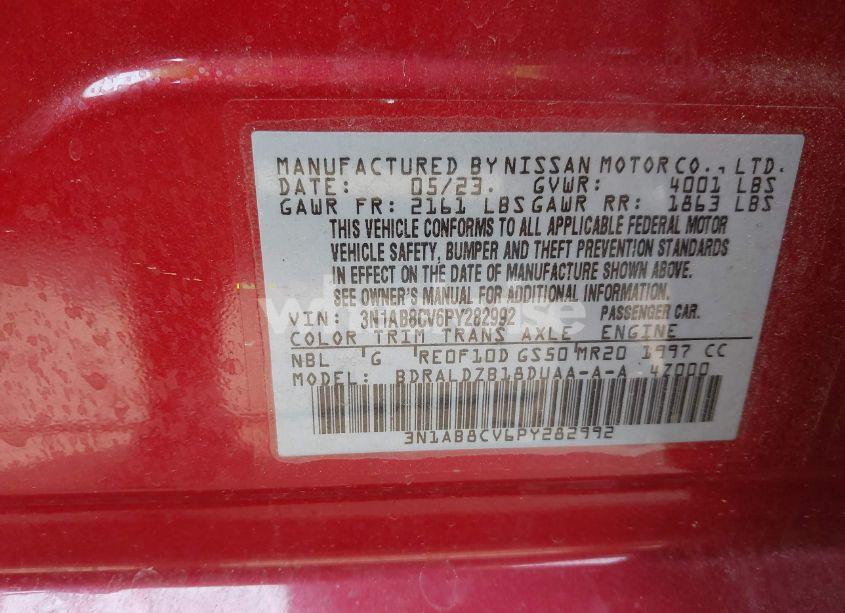 MANUFACTURED BY NISSAN MOTOR CO., LTD.
DATE: 05/23. GVWR: 4001 LBS
GAWR FR: 2161 LBS GAWR RR: 1863 LBS
THIS VEHICLE CONFORMS TO ALL APPLICABLE FEDERAL MOTOR
VEHICLE SAFETY, BUMPER AND THEFT PREVENTION STANDARDS
IN EFFECT ON THE DATE OF MANUFACTURE SHOWN ABOVE.
SEE OWNER'S MANUAL FOR ADDITIONAL INFORMATION.
VIN: 3N1AB8CV6PY282992 PASSENGER CAR.
COLOR TRIM TRANS AXLE ENGINE
NBL G RE0F10D GS50 MR20 1997 CC
MODEL: BDRALDZB18DUAA-A-A 4Z000
3N1AB8CV6PY282992